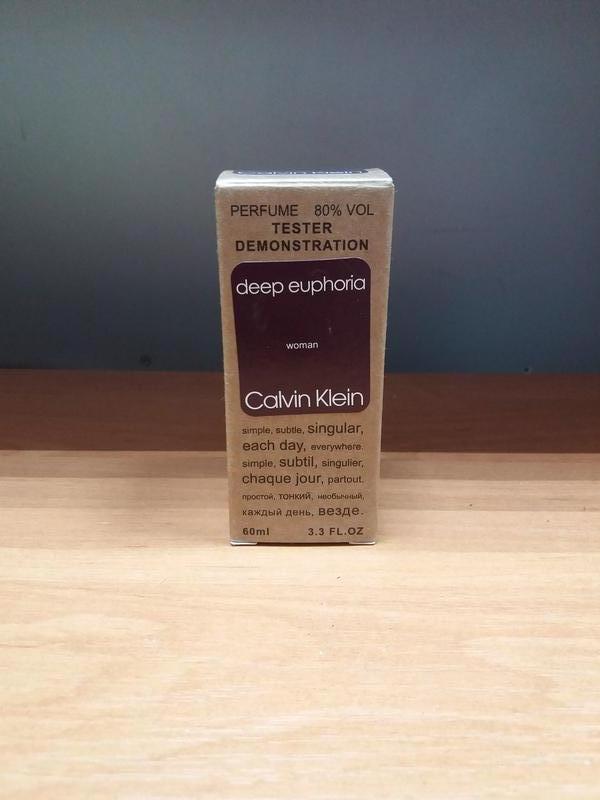 PERFUME 80% VOL
TESTER
DEMONSTRATION
deep euphoria
woman
Calvin Klein
simple, subtle, singular,
each day, everywhere.
simple, subtil, singulier,
chaque jour, partout.
простой, тонкий, необычный,
каждый день, везде.
60ml 3.3 FL.OZ